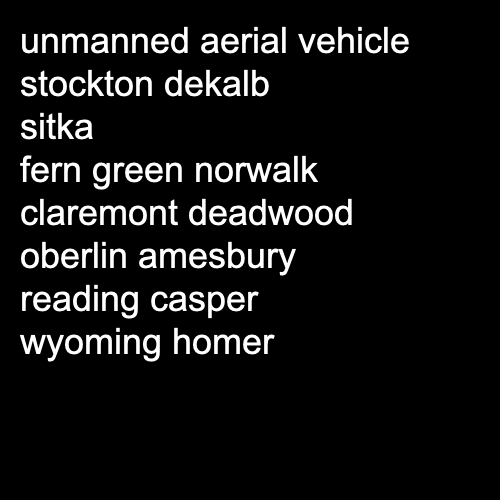 unmanned aerial vehicle
stockton dekalb
sitka
fern green norwalk
claremont deadwood
oberlin amesbury
reading casper
wyoming homer